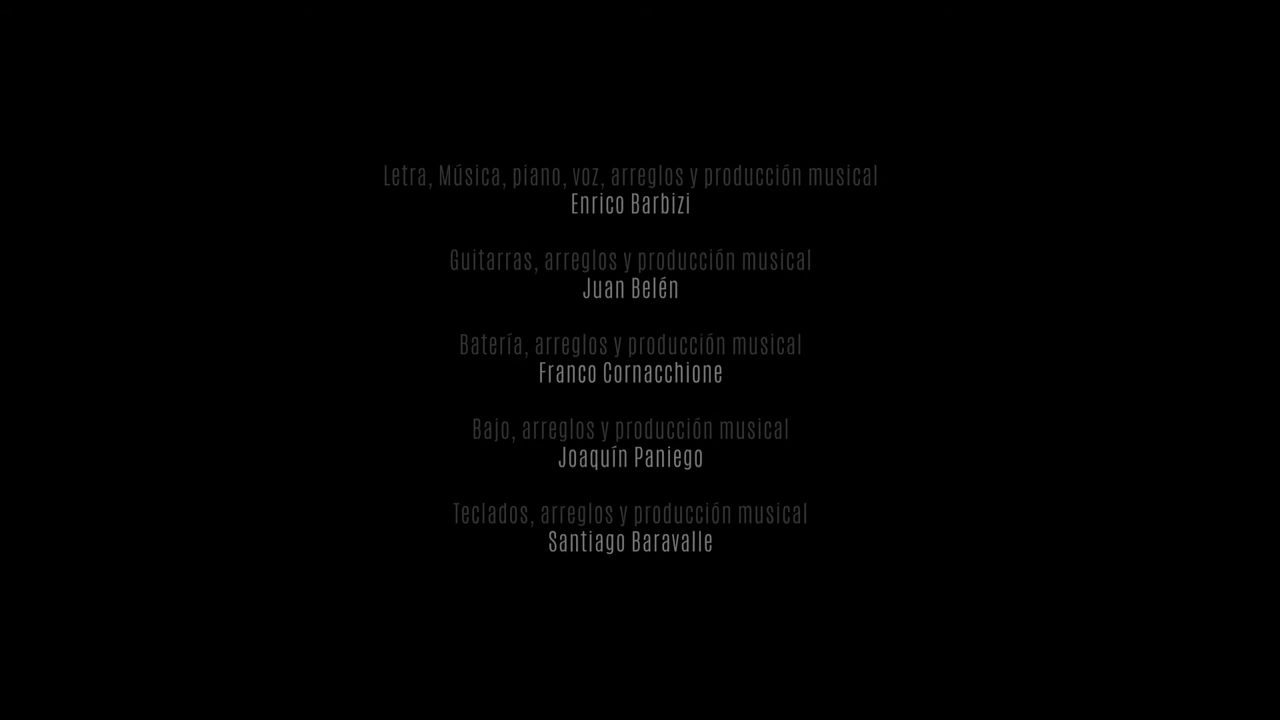 Letra, Música, piano, voz, arreglos y producción musical
Enrico Barbizi
Guitarras, arreglos y producción musical
Juan Belén
Batería, arreglos y producción musical
Franco Cornacchione
Bajo, arreglos y producción musical
Joaquín Paniego
Teclados, arreglos y producción musical
Santiago Baravalle